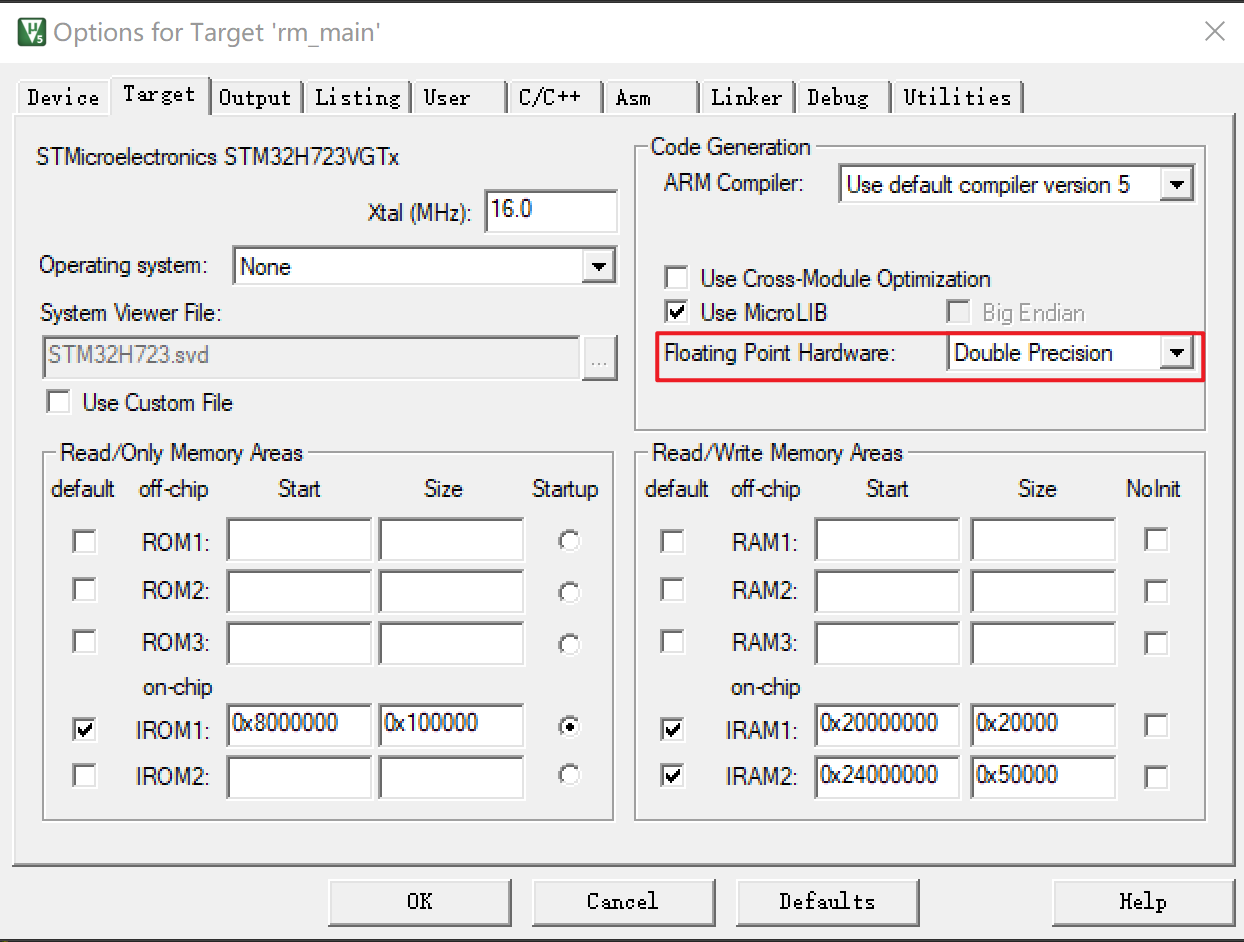 Options for Target 'rm_main'
Device Target Output Listing User C/C++ Asm Linker Debug Utilities
STMicroelectronics STM32H723VGTx
Xtal (MHz): 16.0
Operating system: None
System Viewer File:
STM32H723.svd ...
Use Custom File
Code Generation
ARM Compiler: Use default compiler version 5
Use Cross-Module Optimization
Use MicroLIB Big Endian
Floating Point Hardware: Double Precision
Read/Only Memory Areas
default off-chip Start Size Startup
ROM1:
ROM2:
ROM3:
on-chip
IROM1: 0x8000000 0x100000
IROM2:
Read/Write Memory Areas
default off-chip Start Size NoInit
RAM1:
RAM2:
RAM3:
on-chip
IRAM1: 0x20000000 0x20000
IRAM2: 0x24000000 0x50000
OK Cancel Defaults Help